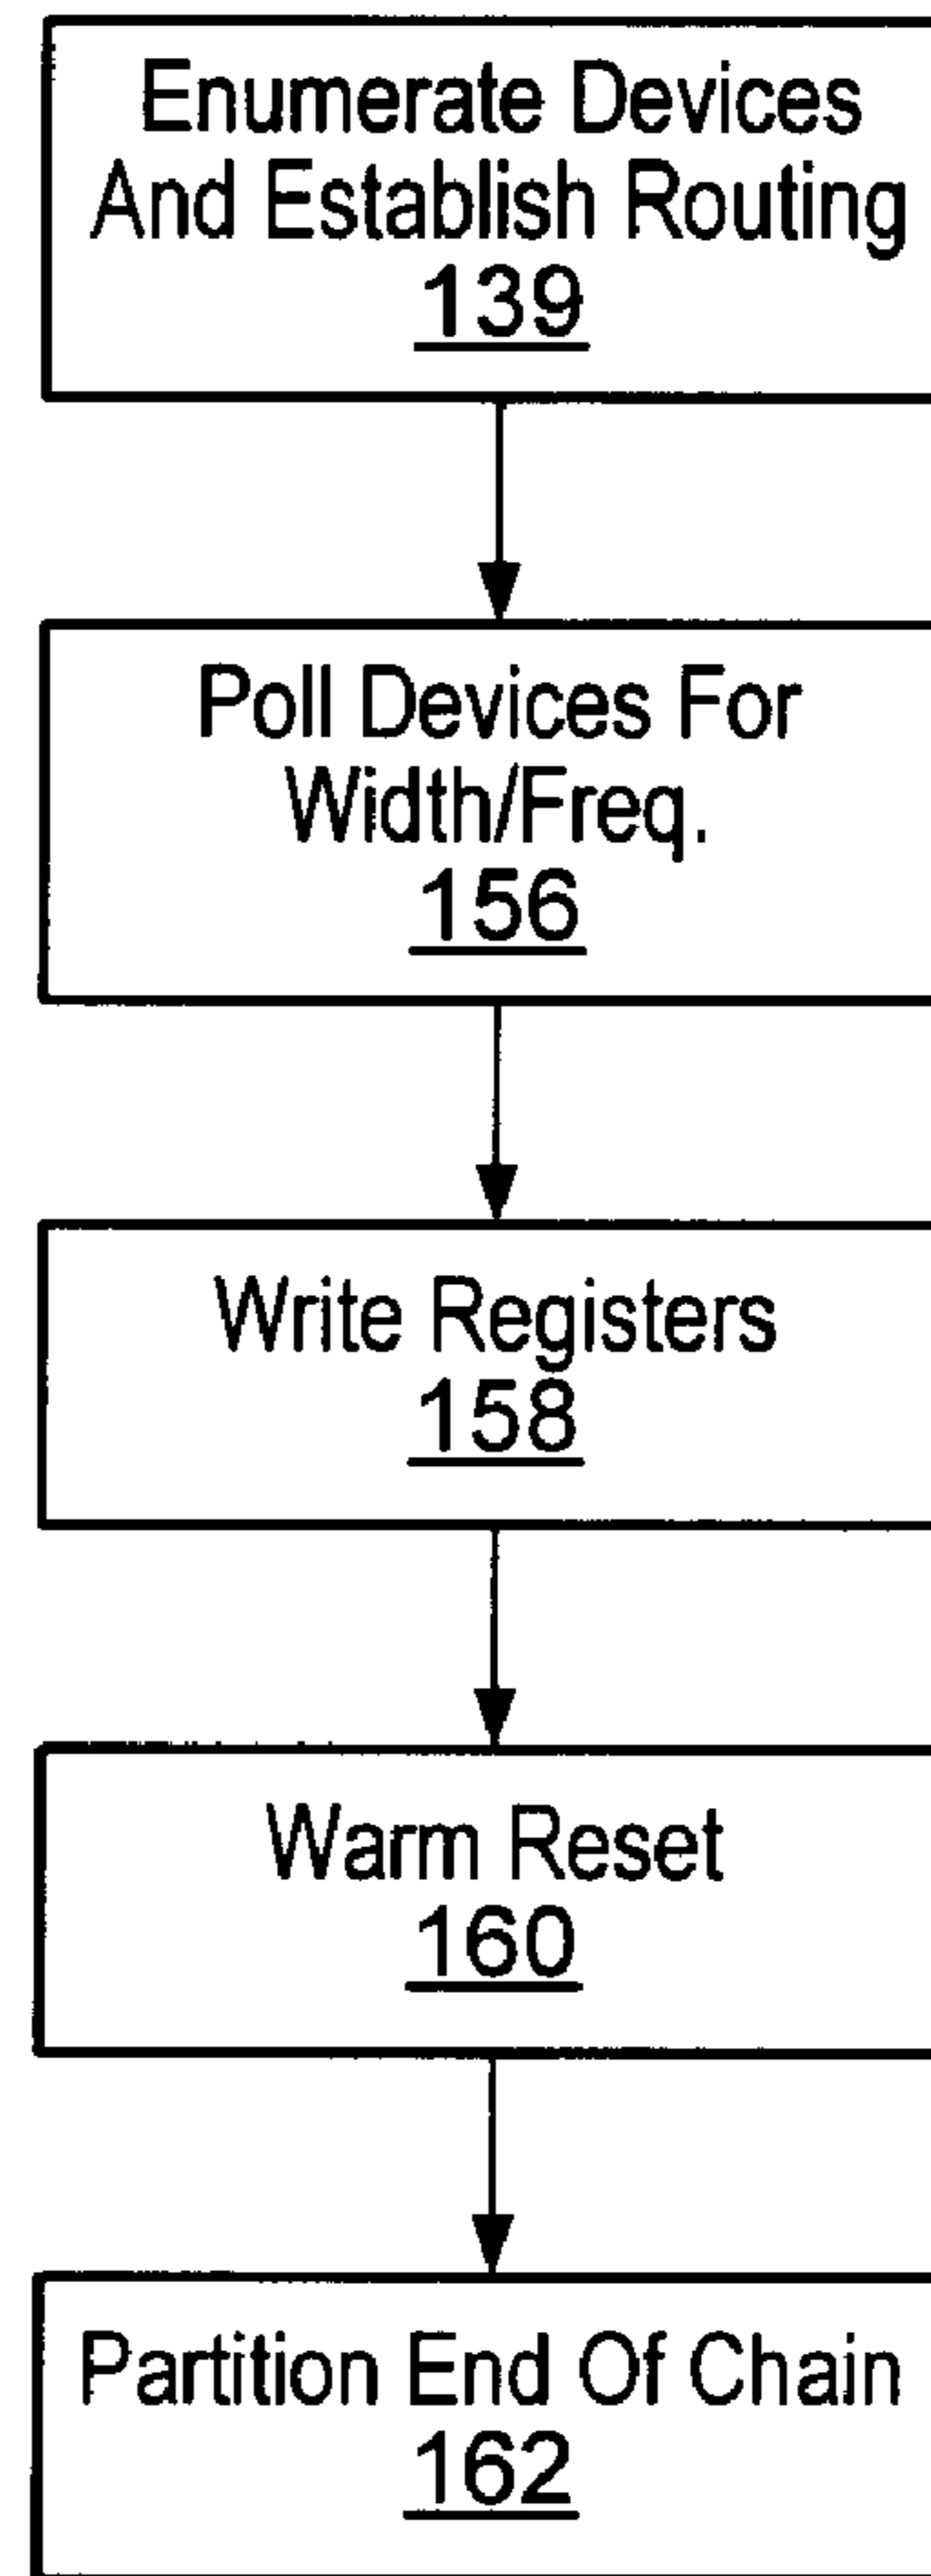 Enumerate Devices
And Establish Routing
139
Poll Devices For
Width/Freq.
156
Write Registers
158
Warm Reset
160
Partition End Of Chain
162